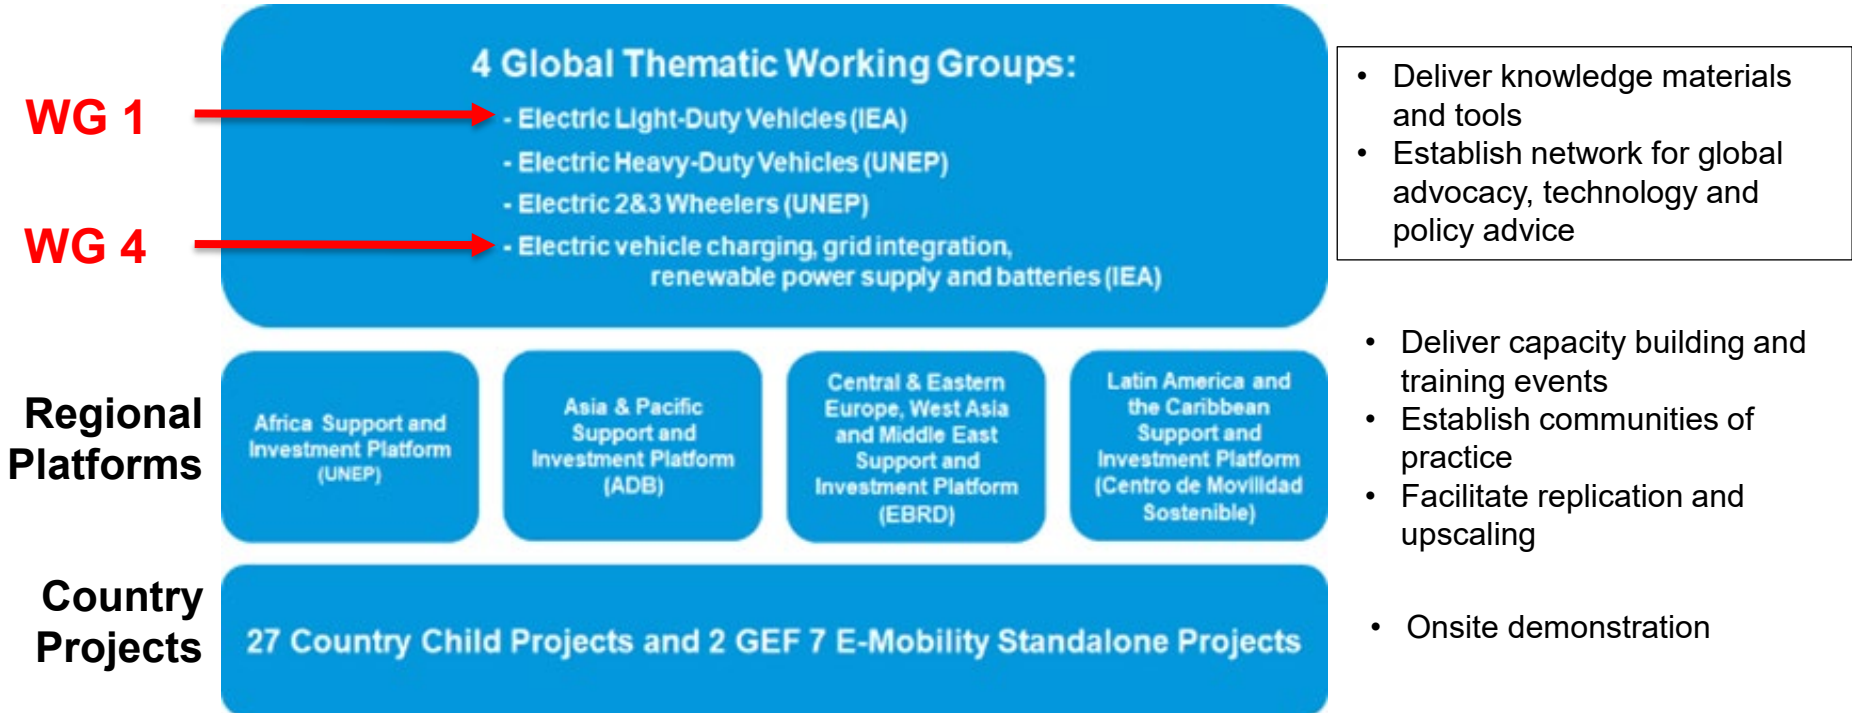 4 Global Thematic Working Groups:
WG 1
- Electric Light-Duty Vehicles (IEA)
- Electric Heavy-Duty Vehicles (UNEP)
- Electric 2&3 Wheelers (UNEP)
WG 4
- Electric vehicle charging, grid integration,
renewable power supply and batteries (IEA)
• Deliver knowledge materials
and tools
• Establish network for global
advocacy, technology and
policy advice
Regional
Platforms
Africa Support and
Investment Platform
(UNEP)
Asia & Pacific
Support and
Investment Platform
(ADB)
Central & Eastern
Europe, West Asia
and Middle East
Support and
Investment Platform
(EBRD)
Latin America and
the Caribbean
Support and
Investment Platform
(Centro de Movilidad
Sostenible)
• Deliver capacity building and
training events
• Establish communities of
practice
• Facilitate replication and
upscaling
Country
Projects
27 Country Child Projects and 2 GEF 7 E-Mobility Standalone Projects
• Onsite demonstration